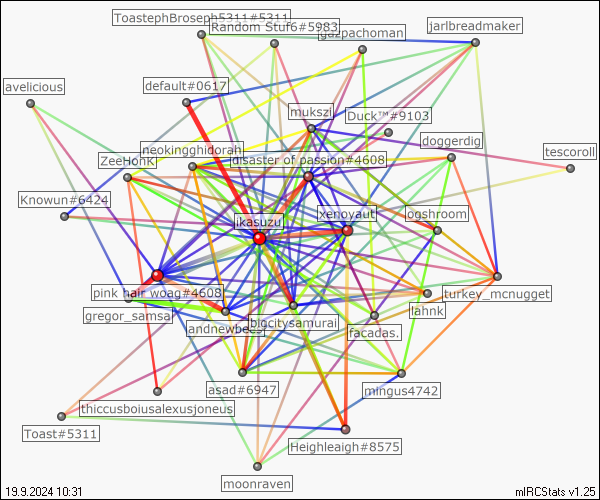 ToastephBroseph5311#5311
Random Stuf6#5983
gazpachoman
jarlbreadmaker
avelicious
default#0617
mukszi
Duck™#9103
doggerdig
tescoroll
neokingghidorah
ZeeHonk
disaster of passion#4608
Knowun#6424
ikasuzu
xenoyaut
ogshroom
pink hair woag#4608
turkey_mcnugget
gregor_samsa
lahnk
andnewbees
bigcitysamurai
facadas.
asad#6947
mingus4742
thiccusboiusalexusjoneus
Toast#5311
Heighleaigh#8575
moonraven
19.9.2024 10:31
mIRCStats v1.25